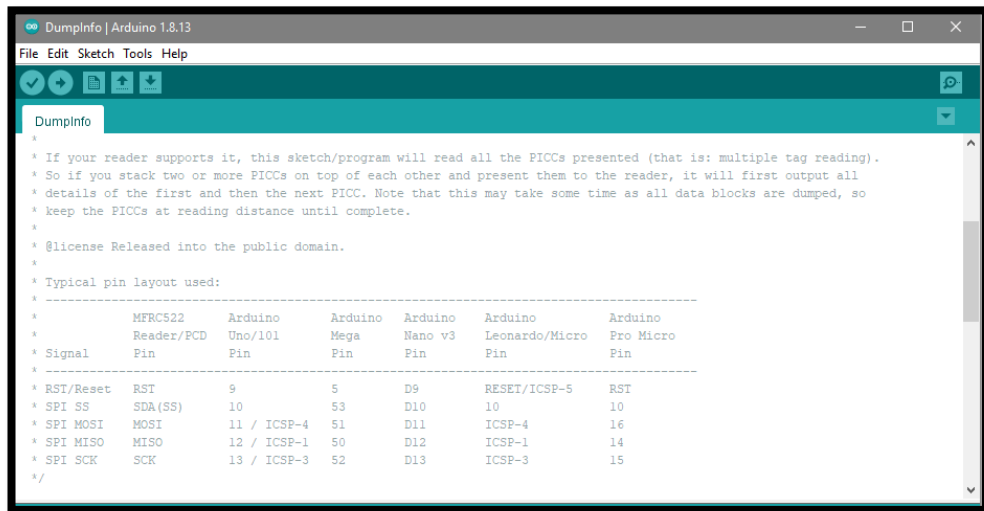 DumpInfo | Arduino 1.8.13
File Edit Sketch Tools Help
DumpInfo
*
* If your reader supports it, this sketch/program will read all the PICCs presented (that is: multiple tag reading).
* So if you stack two or more PICCs on top of each other and present them to the reader, it will first output all
* details of the first and then the next PICC. Note that this may take some time as all data blocks are dumped, so
* keep the PICCs at reading distance until complete.
*
* @license Released into the public domain.
*
* Typical pin layout used:
* -----------------------------------------------------------------------------------------
*             MFRC522      Arduino       Arduino   Arduino    Arduino          Arduino
*             Reader/PCD   Uno/101       Mega      Nano v3    Leonardo/Micro   Pro Micro
* Signal      Pin          Pin           Pin       Pin        Pin              Pin
* -----------------------------------------------------------------------------------------
* RST/Reset   RST          9             5         D9         RESET/ICSP-5     RST
* SPI SS      SDA(SS)      10            53        D10        10               10
* SPI MOSI    MOSI         11 / ICSP-4   51        D11        ICSP-4           16
* SPI MISO    MISO         12 / ICSP-1   50        D12        ICSP-1           14
* SPI SCK     SCK          13 / ICSP-3   52        D13        ICSP-3           15
*/